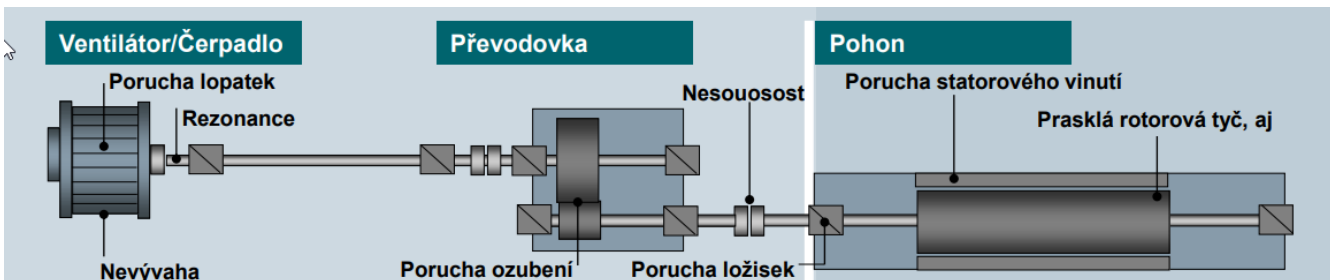 Ventilátor/Čerpadlo
Převodovka
Pohon
Porucha lopatek
Rezonance
Nesouosost
Porucha statorového vinutí
Prasklá rotorová tyč, aj
Nevývaha
Porucha ozubení
Porucha ložisek